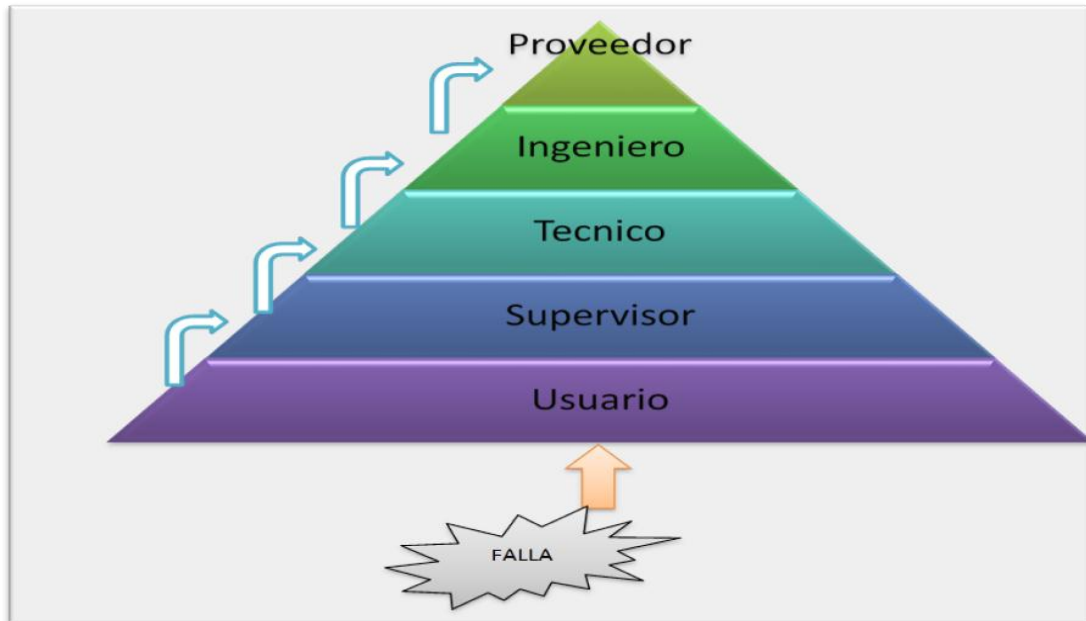 Proveedor
Ingeniero
Tecnico
Supervisor
Usuario
FALLA